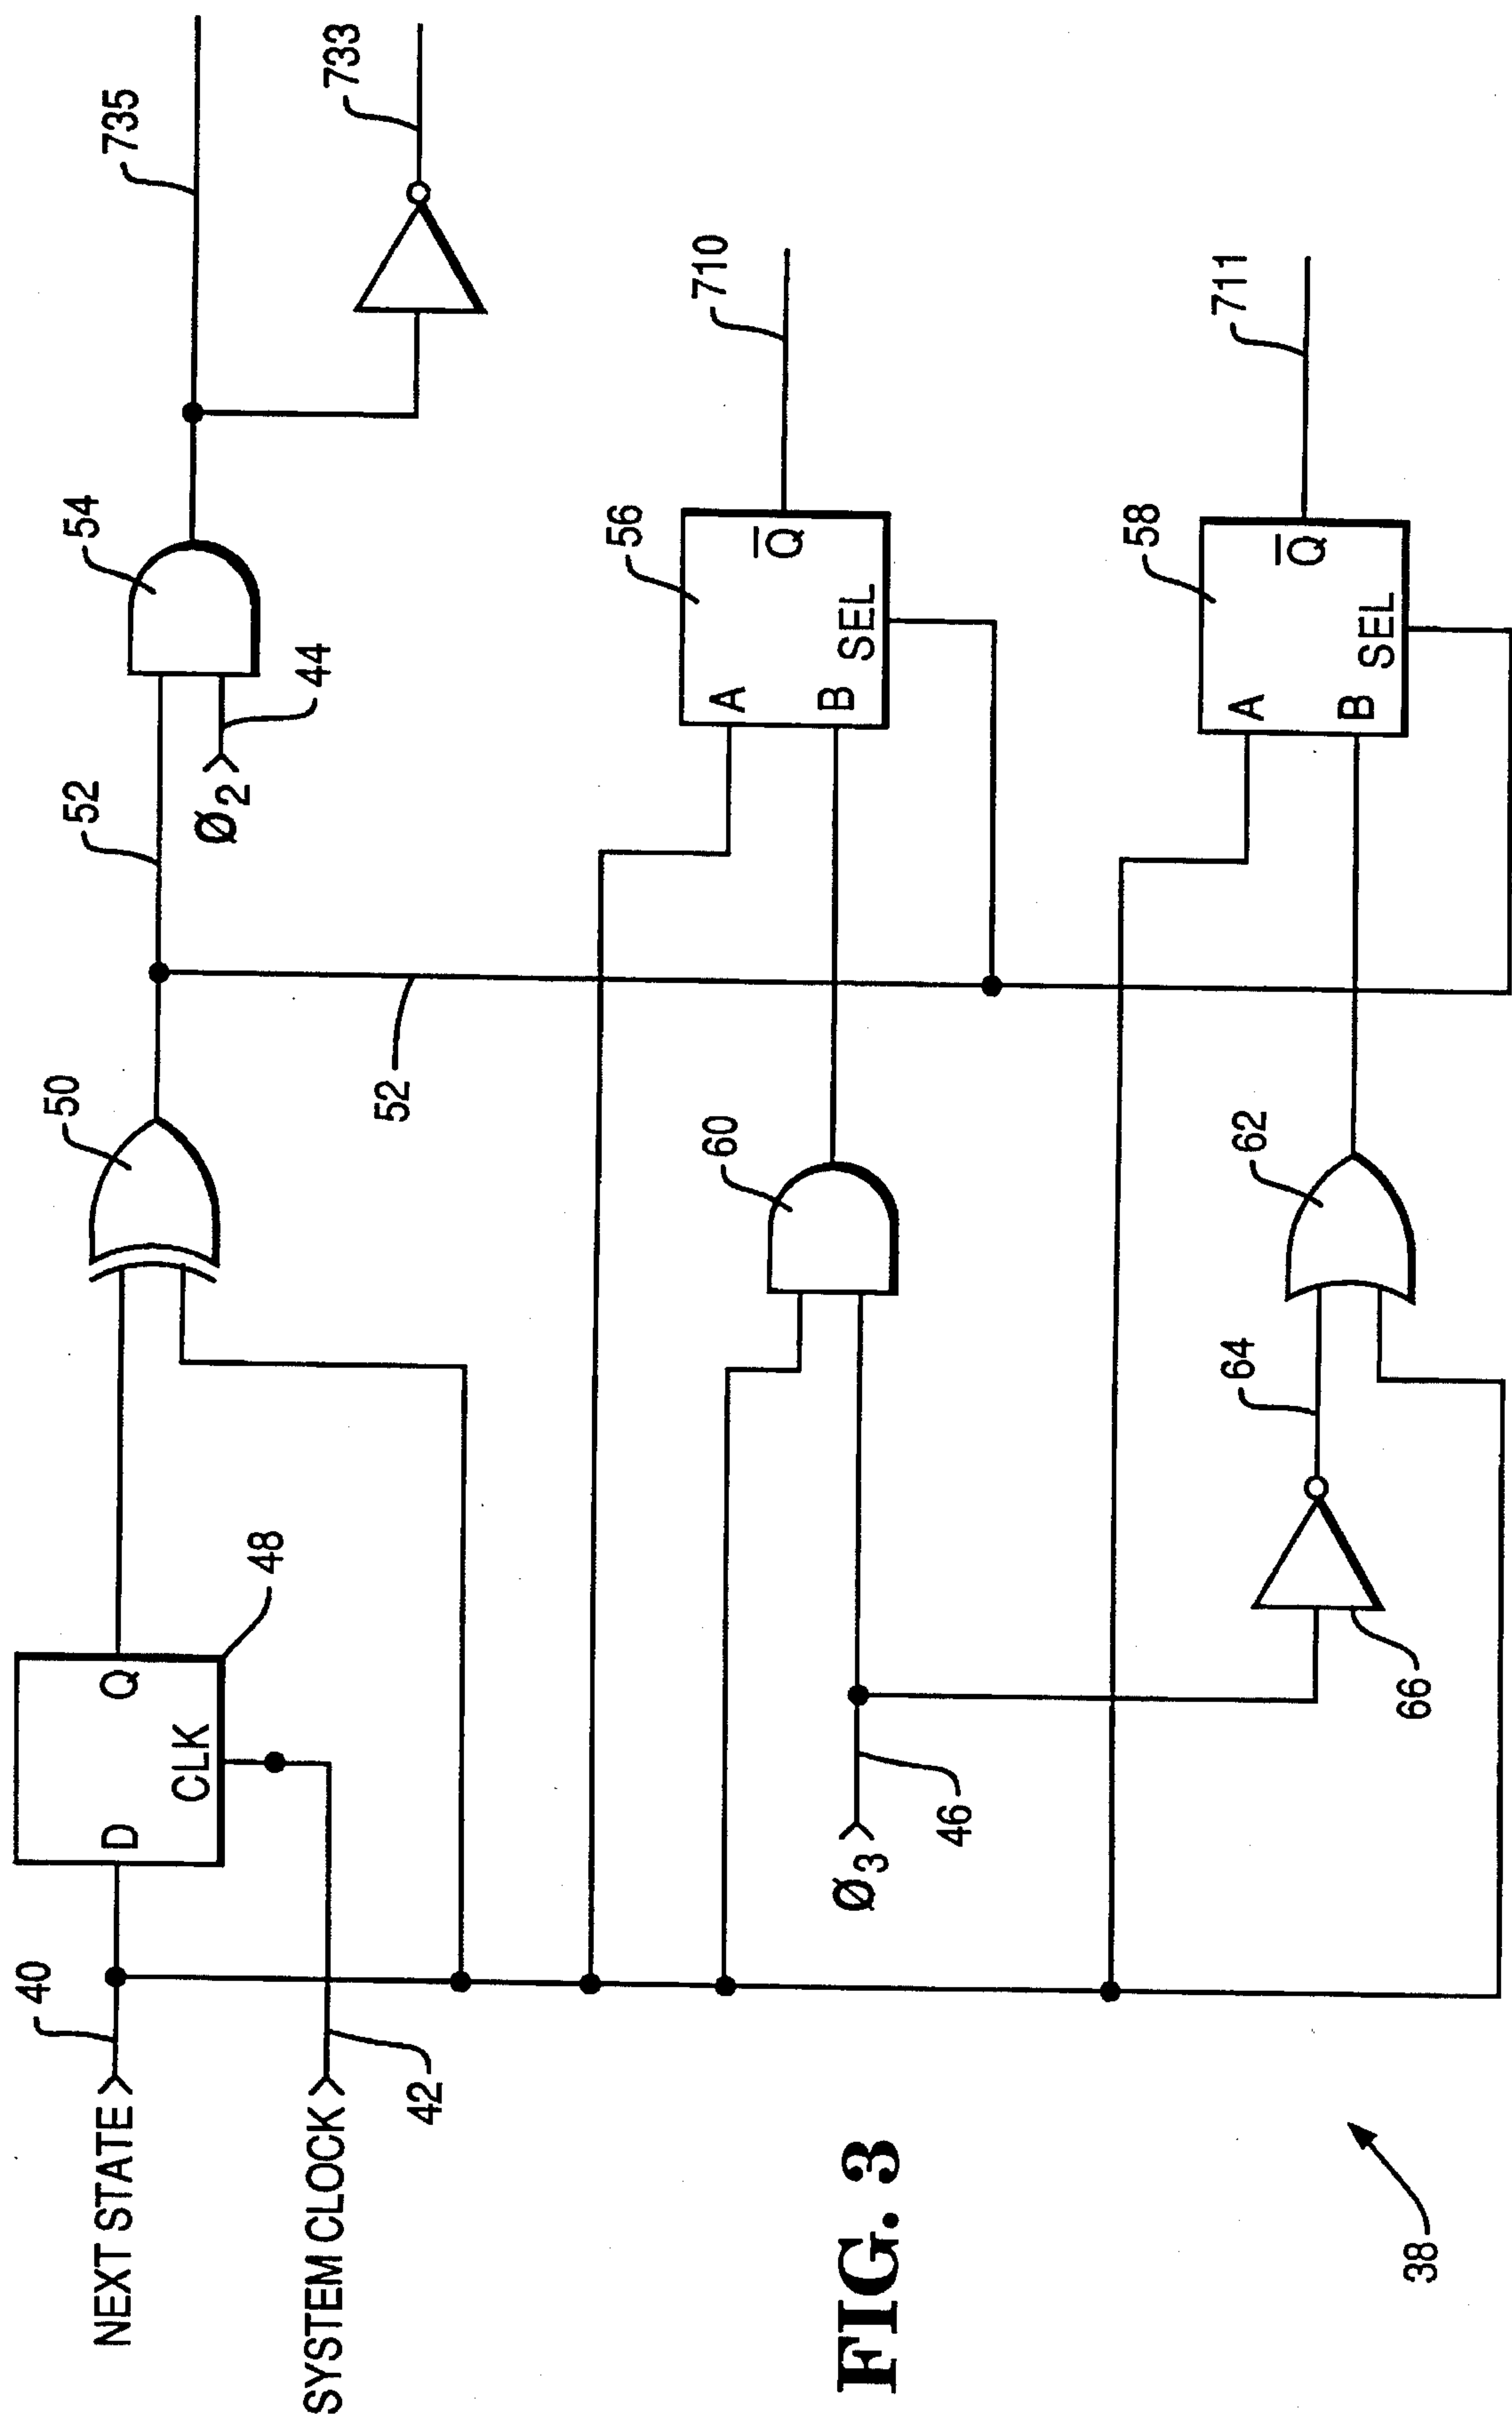 NEXT STATE
40
SYSTEM CLOCK
42
D
Q
CLK
48
50
52
52
Ø2
44
54
735
733
Ø3
46
60
A
B
SEL
Q̅
56
710
66
64
62
A
B
SEL
Q̅
58
711
FIG. 3
38